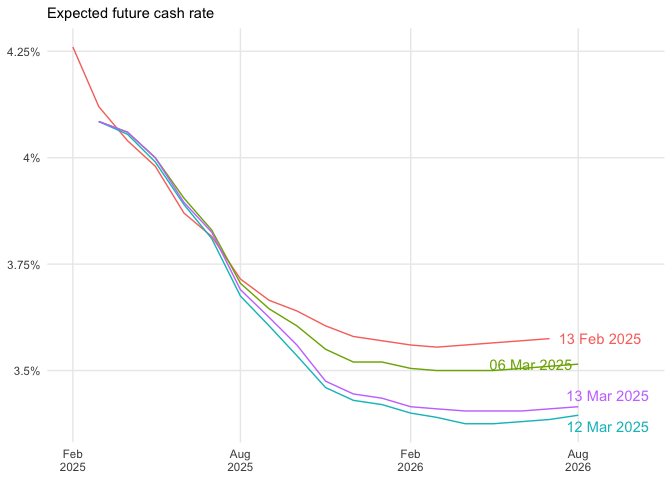 Expected future cash rate
4.25%
4%
3.75%
3.5%
13 Feb 2025
06 Mar 2025
13 Mar 2025
12 Mar 2025
Feb
2025
Aug
2025
Feb
2026
Aug
2026